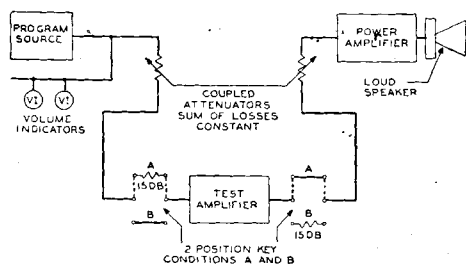 PROGRAM
SOURCE
VI
VI
VOLUME
INDICATORS
COUPLED
ATTENUATORS
SUM OF LOSSES
CONSTANT
POWER
AMPLIFIER
LOUD
SPEAKER
A
15DB
B
TEST
AMPLIFIER
A
B
15DB
2 POSITION KEY
CONDITIONS A AND B